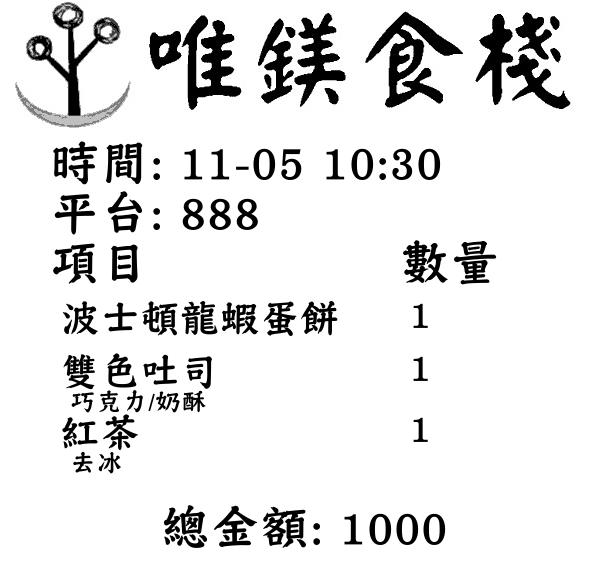 唯鎂食棧
時間: 11-05 10:30
平台: 888
項目 數量
波士頓龍蝦蛋餅 1
雙色吐司 1
巧克力/奶酥
紅茶 1
去冰
總金額: 1000